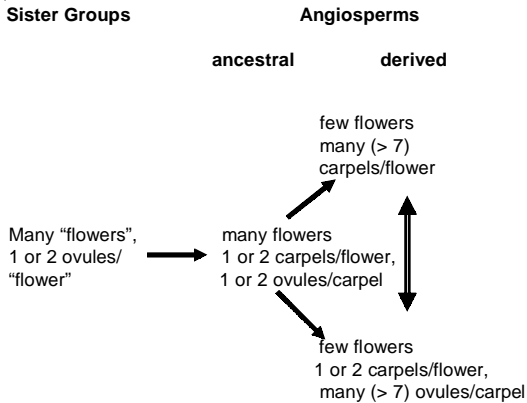 Sister Groups
Angiosperms
ancestral
derived
few flowers
many (> 7)
carpels/flower
Many “flowers”,
1 or 2 ovules/
“flower”
many flowers
1 or 2 carpels/flower,
1 or 2 ovules/carpel
few flowers
1 or 2 carpels/flower,
many (> 7) ovules/carpel